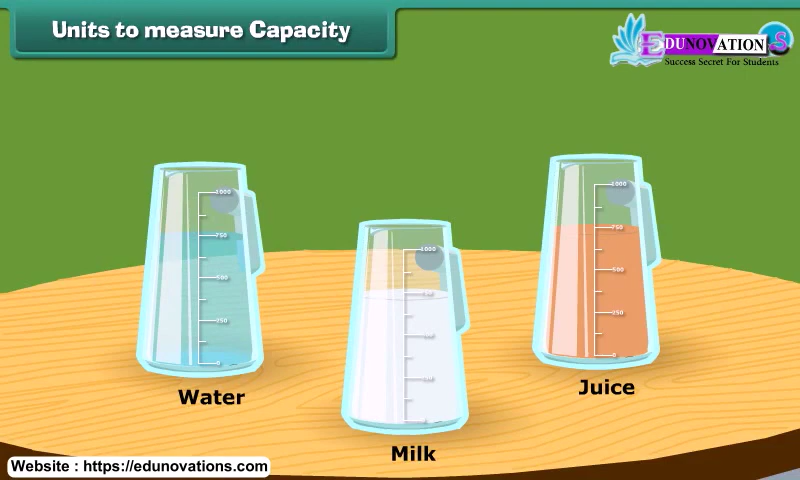 Units to measure Capacity
EDUNOVATION.S
Success Secret For Students
1000
750
500
250
0
Water
1000
Milk
1000
750
500
250
0
Juice
Website : https://edunovations.com